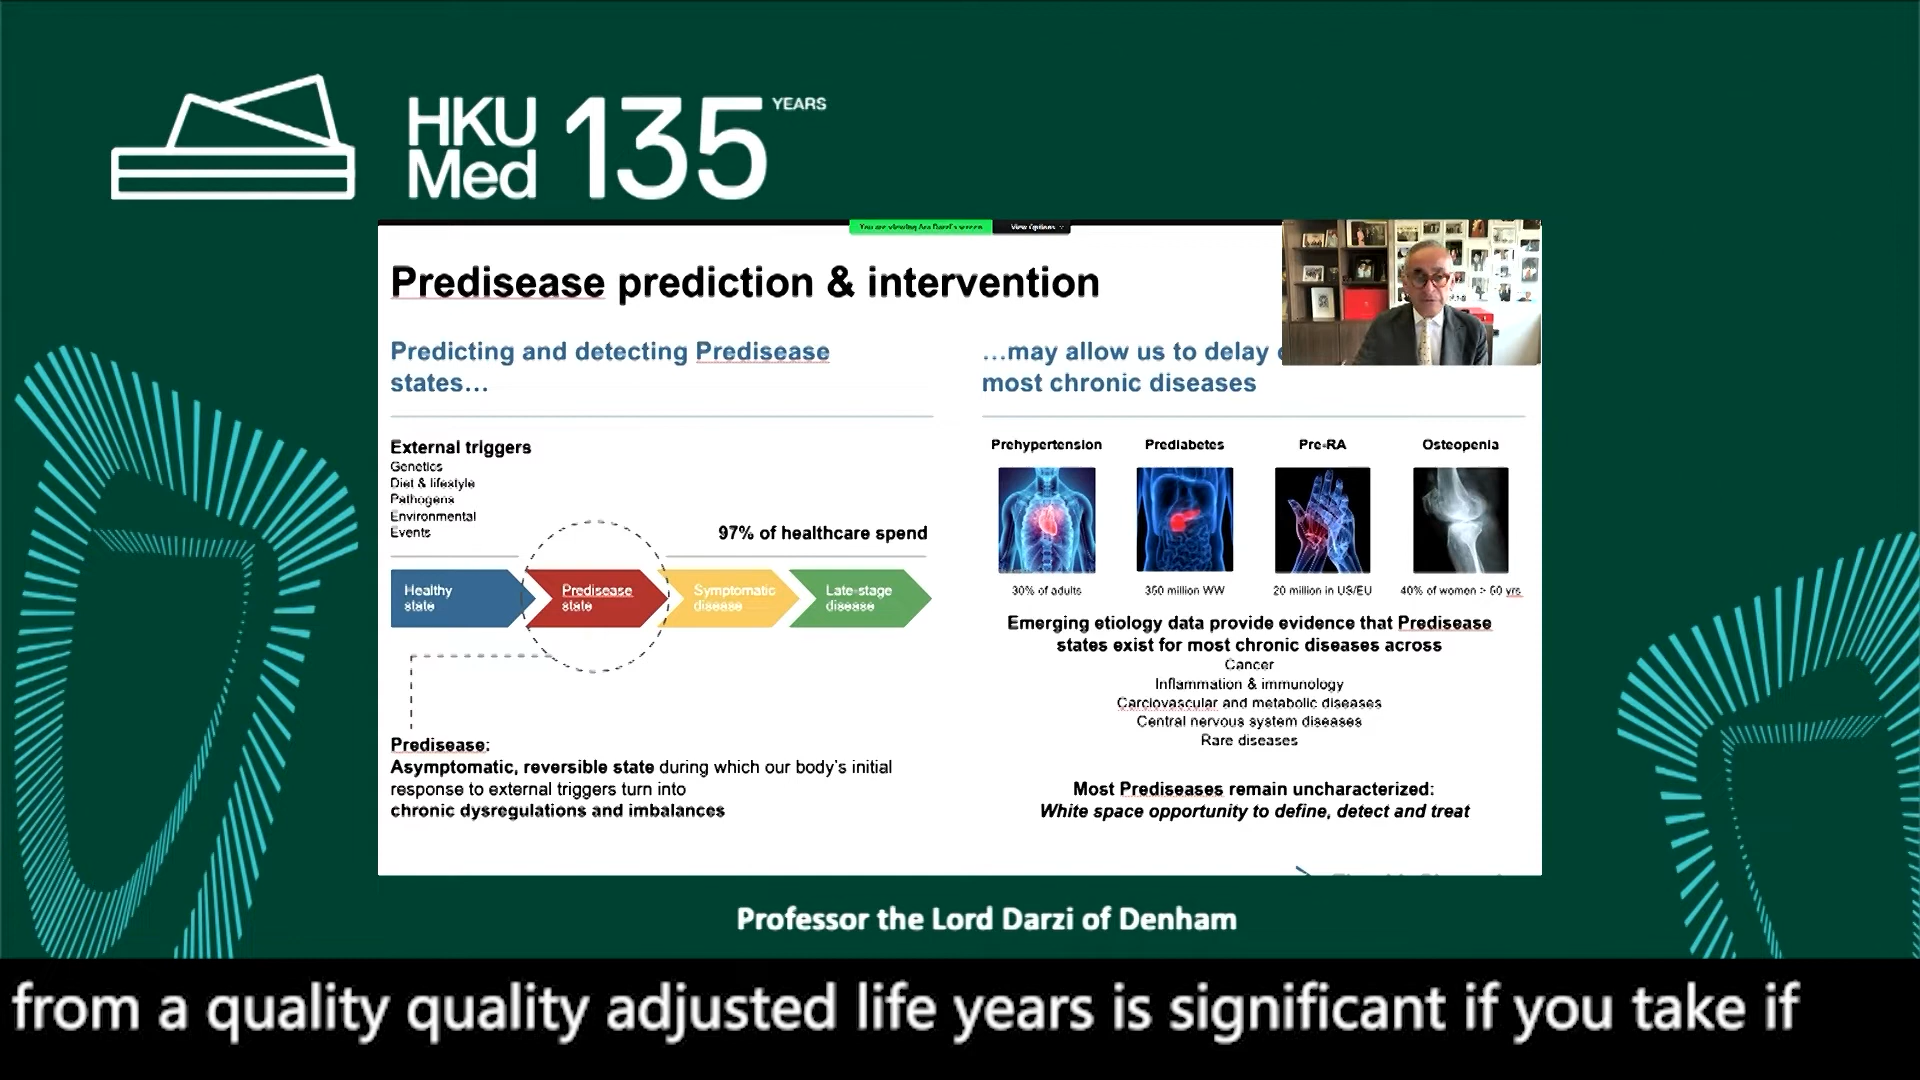 HKU
Med
135
YEARS
You are viewing Ara Darzi's screen
View Options
Predisease prediction & intervention
Predicting and detecting Predisease
states…
…may allow us to delay
most chronic diseases
External triggers
Genetics
Diet & lifestyle
Pathogens
Environmental
Events
97% of healthcare spend
Healthy
state
Predisease
state
Symptomatic
disease
Late-stage
disease
Predisease:
Asymptomatic, reversible state during which our body's initial
response to external triggers turn into
chronic dysregulations and imbalances
Prehypertension
Prediabetes
Pre-RA
Osteopenia
30% of adults
350 million WW
20 million in US/EU
40% of women > 50 yrs
Emerging etiology data provide evidence that Predisease
states exist for most chronic diseases across
Cancer
Inflammation & immunology
Carciovascular and metabolic diseases
Central nervous system diseases
Rare diseases
Most Prediseases remain uncharacterized:
White space opportunity to define, detect and treat
Professor the Lord Darzi of Denham
from a quality quality adjusted life years is significant if you take if